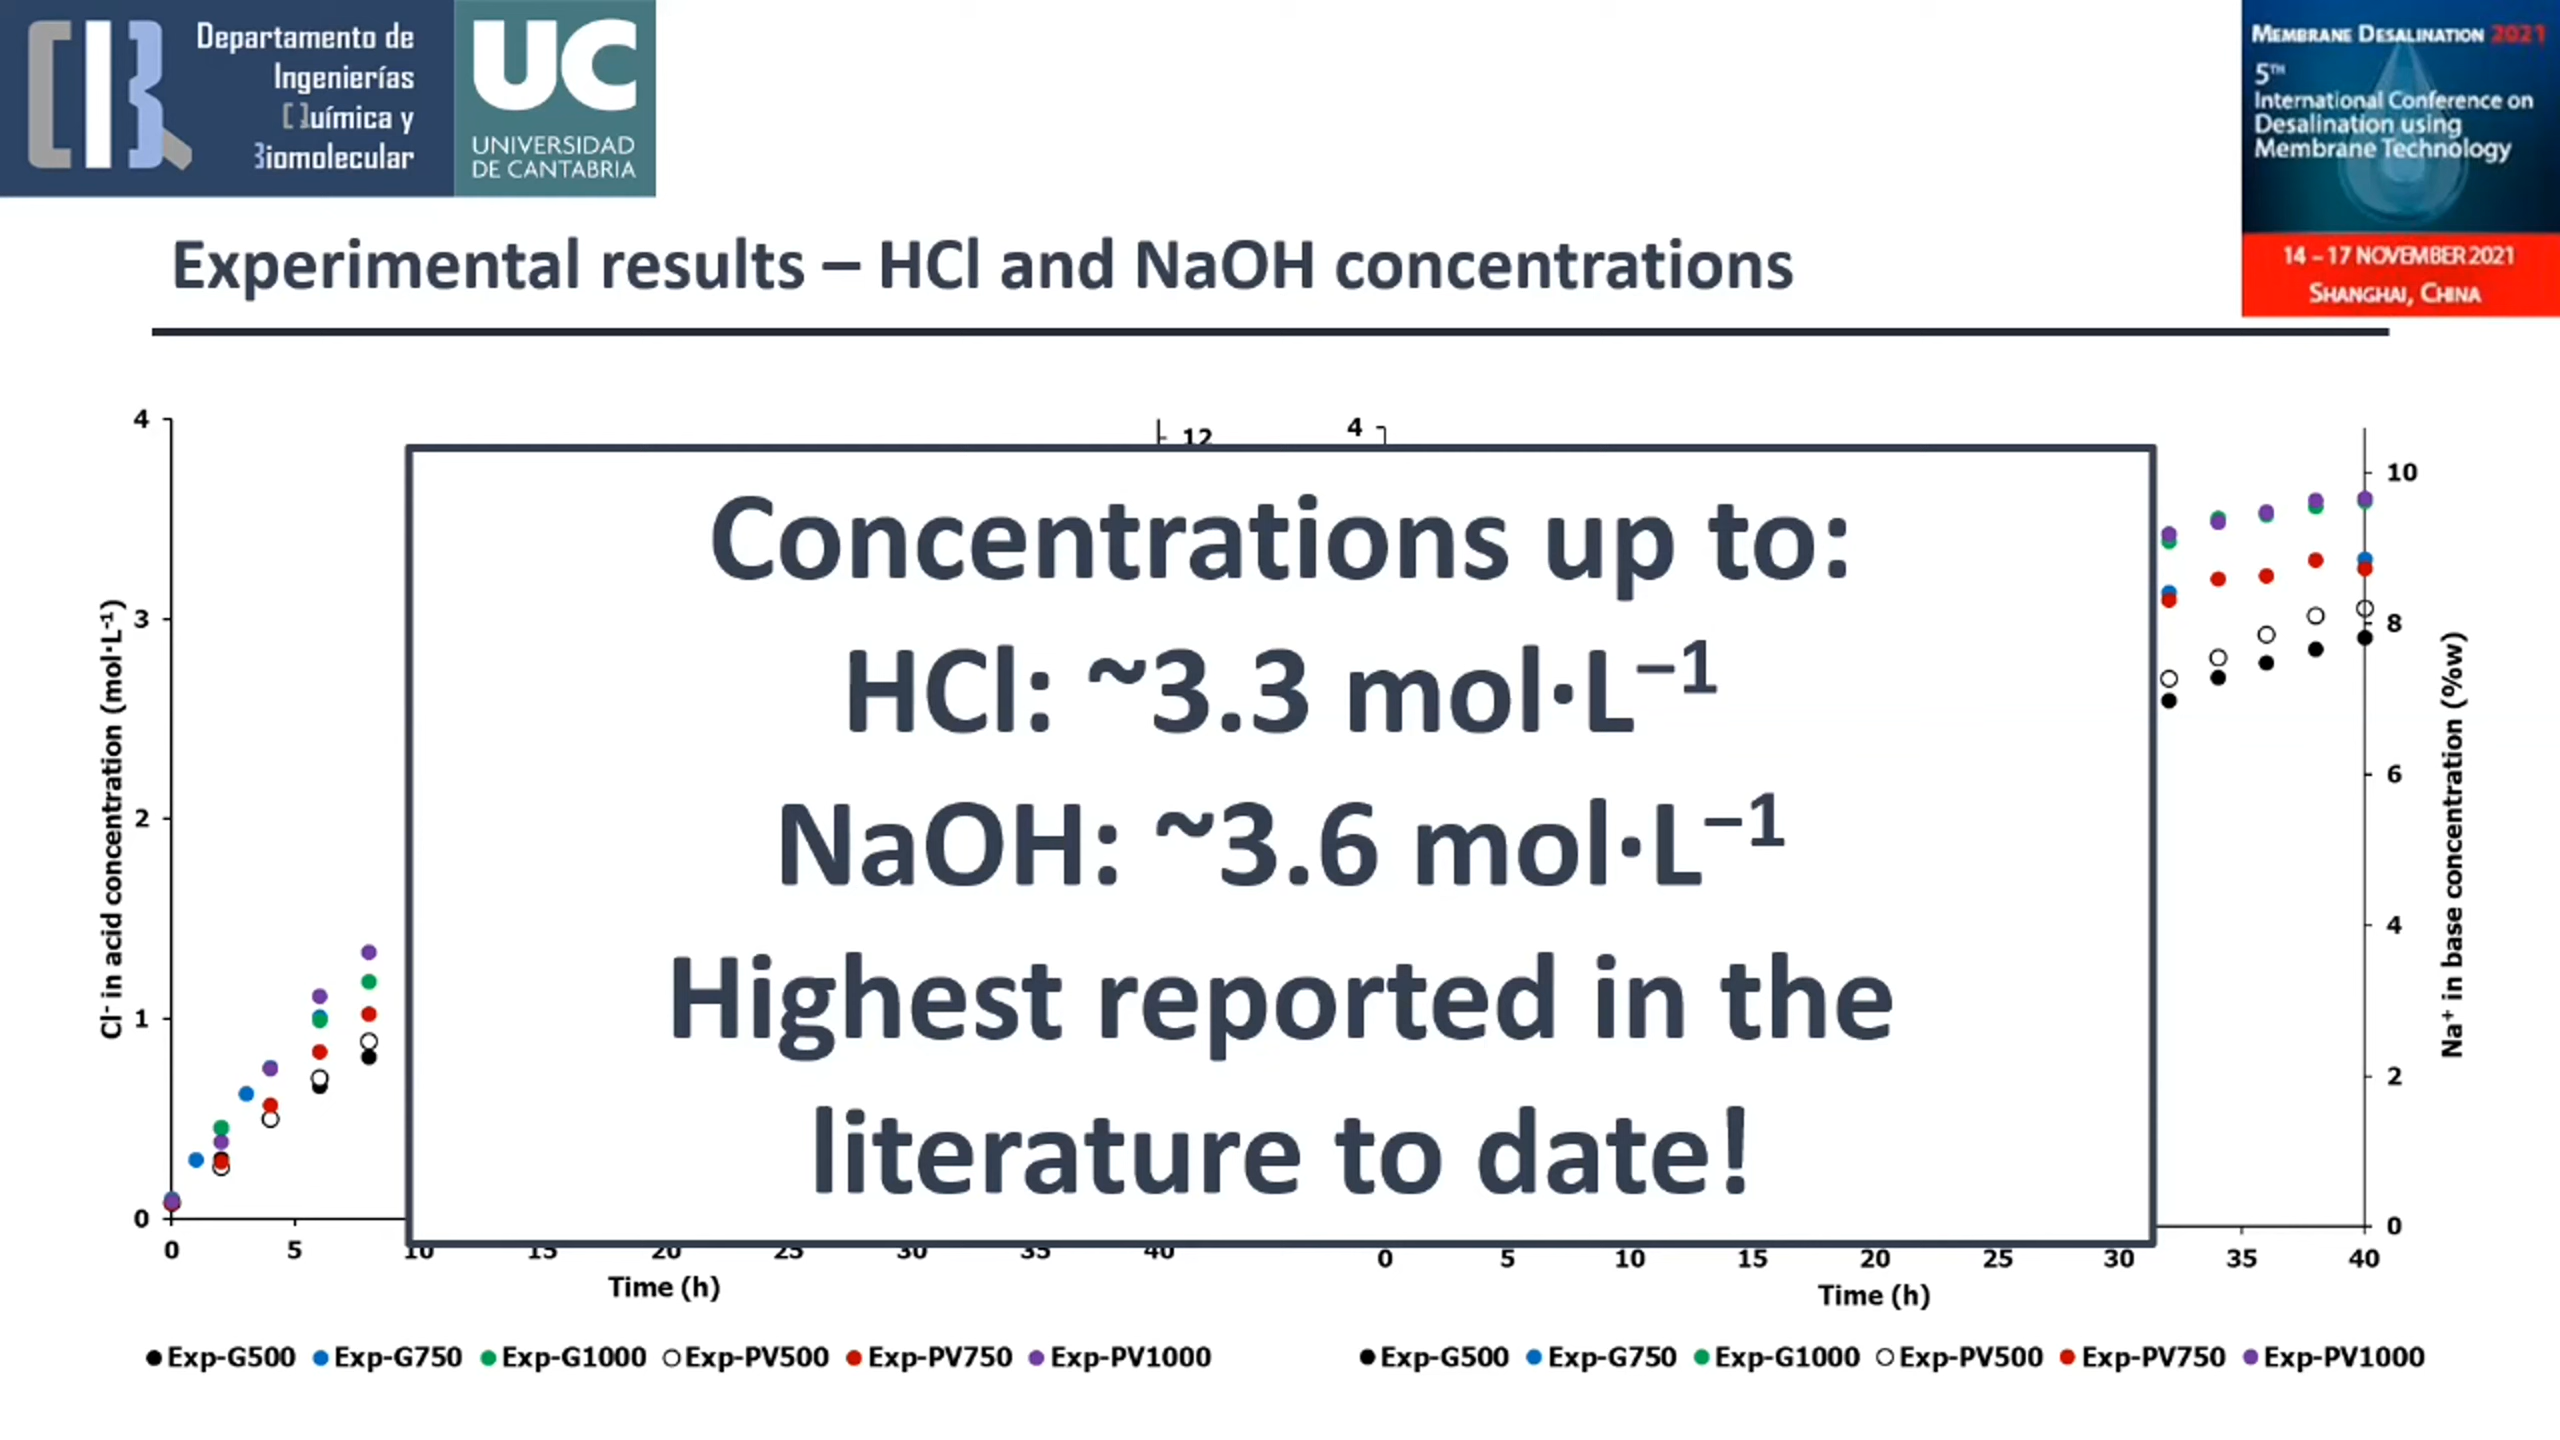 Departamento de
Ingenierías
Química y
Biomolecular
UC
UNIVERSIDAD
DE CANTABRIA
MEMBRANE DESALINATION 2021
5TH
International Conference on
Desalination using
Membrane Technology
14 – 17 NOVEMBER 2021
SHANGHAI, CHINA
Experimental results – HCl and NaOH concentrations
4
3
2
1
0
Cl⁻ in acid concentration (mol·L⁻¹)
12
4
Concentrations up to:
HCl: ~3.3 mol·L⁻¹
NaOH: ~3.6 mol·L⁻¹
Highest reported in the
literature to date!
10
8
6
4
2
0
Na⁺ in base concentration (%w)
0 5 10 15 20 25 30 35 40
Time (h)
0 5 10 15 20 25 30 35 40
Time (h)
Exp-G500 Exp-G750 Exp-G1000 Exp-PV500 Exp-PV750 Exp-PV1000
Exp-G500 Exp-G750 Exp-G1000 Exp-PV500 Exp-PV750 Exp-PV1000